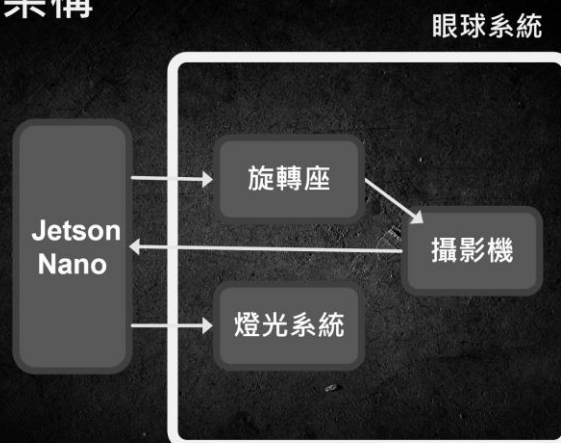 架構
眼球系統
旋轉座
Jetson
Nano
攝影機
燈光系統